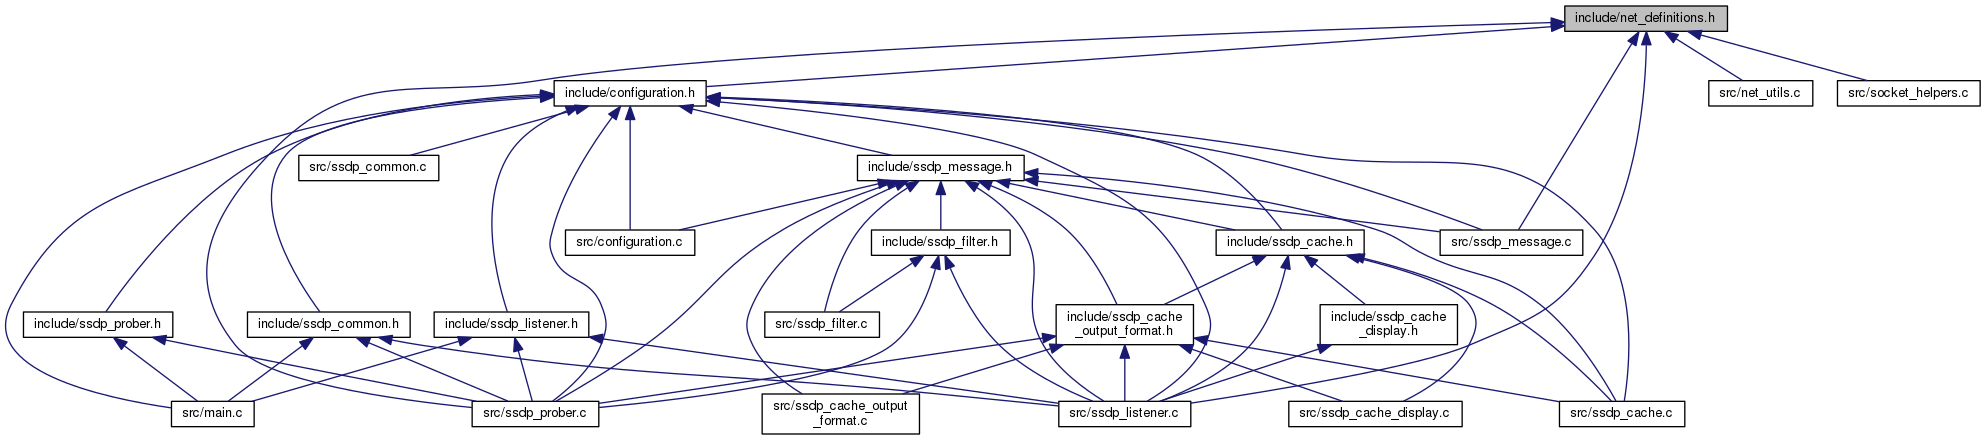 include/net_definitions.h
include/configuration.h
src/net_utils.c
src/socket_helpers.c
src/ssdp_common.c
include/ssdp_message.h
src/configuration.c
include/ssdp_filter.h
include/ssdp_cache.h
src/ssdp_message.c
include/ssdp_prober.h
include/ssdp_common.h
include/ssdp_listener.h
src/ssdp_filter.c
include/ssdp_cache
_output_format.h
include/ssdp_cache
_display.h
src/main.c
src/ssdp_prober.c
src/ssdp_cache_output
_format.c
src/ssdp_listener.c
src/ssdp_cache_display.c
src/ssdp_cache.c